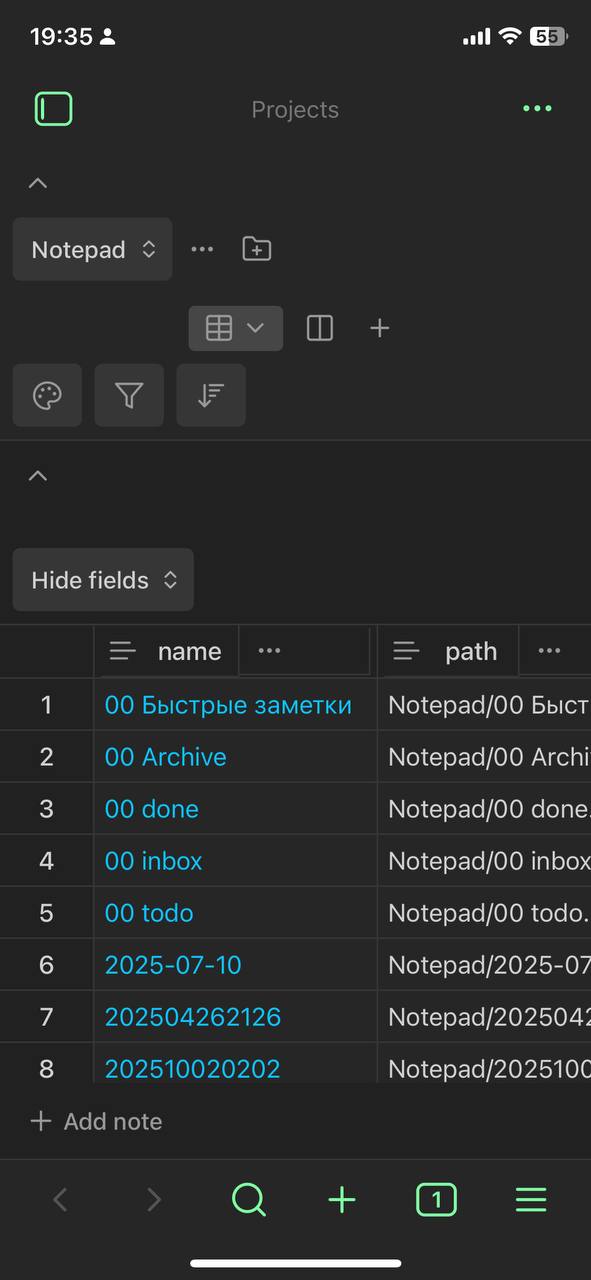 19:35
55
Projects
Notepad
Hide fields
name path
1 00 Быстрые заметки Notepad/00 Быст
2 00 Archive Notepad/00 Archi
3 00 done Notepad/00 done.
4 00 inbox Notepad/00 inbox
5 00 todo Notepad/00 todo.
6 2025-07-10 Notepad/2025-07
7 202504262126 Notepad/2025042
8 202510020202 Notepad/2025100
Add note
1